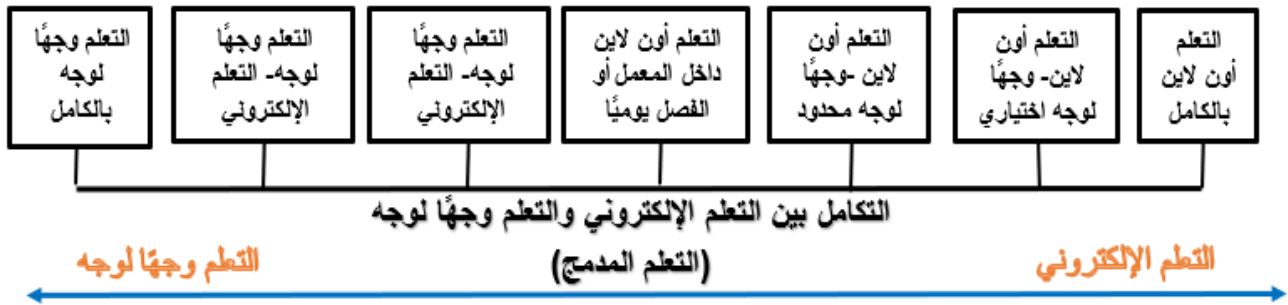 التعلم
أون لاين
بالكامل
التعلم أون
لاين- وجهًا
لوجه اختياري
التعلم أون
لاين -وجهًا
لوجه محدود
التعلم أون لاين
داخل المعمل أو
الفصل يوميًا
التعلم وجهًا
لوجه- التعلم
الإلكتروني
التعلم وجهًا
لوجه- التعلم
الإلكتروني
التعلم وجهًا
لوجه
بالكامل
التكامل بين التعلم الإلكتروني والتعلم وجهًا لوجه
التعلم الإلكتروني
(التعلم المدمج)
التعلم وجهًا لوجه